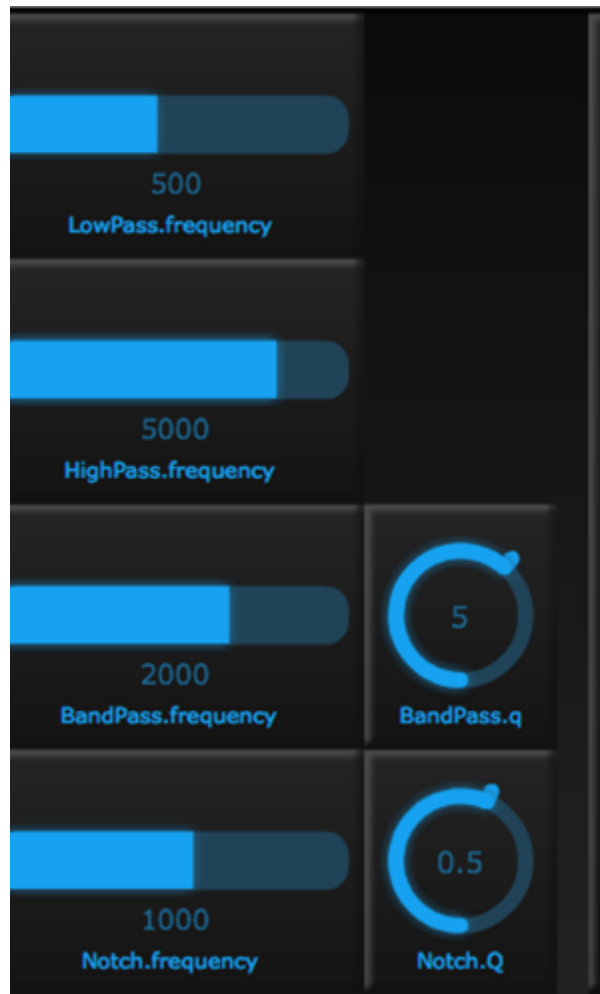 500
LowPass.frequency
5000
HighPass.frequency
2000
BandPass.frequency
5
BandPass.q
1000
Notch.frequency
0.5
Notch.Q